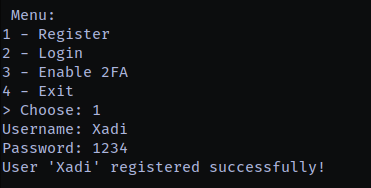 Menu:
1 - Register
2 - Login
3 - Enable 2FA
4 - Exit
> Choose: 1
Username: Xadi
Password: 1234
User 'Xadi' registered successfully!